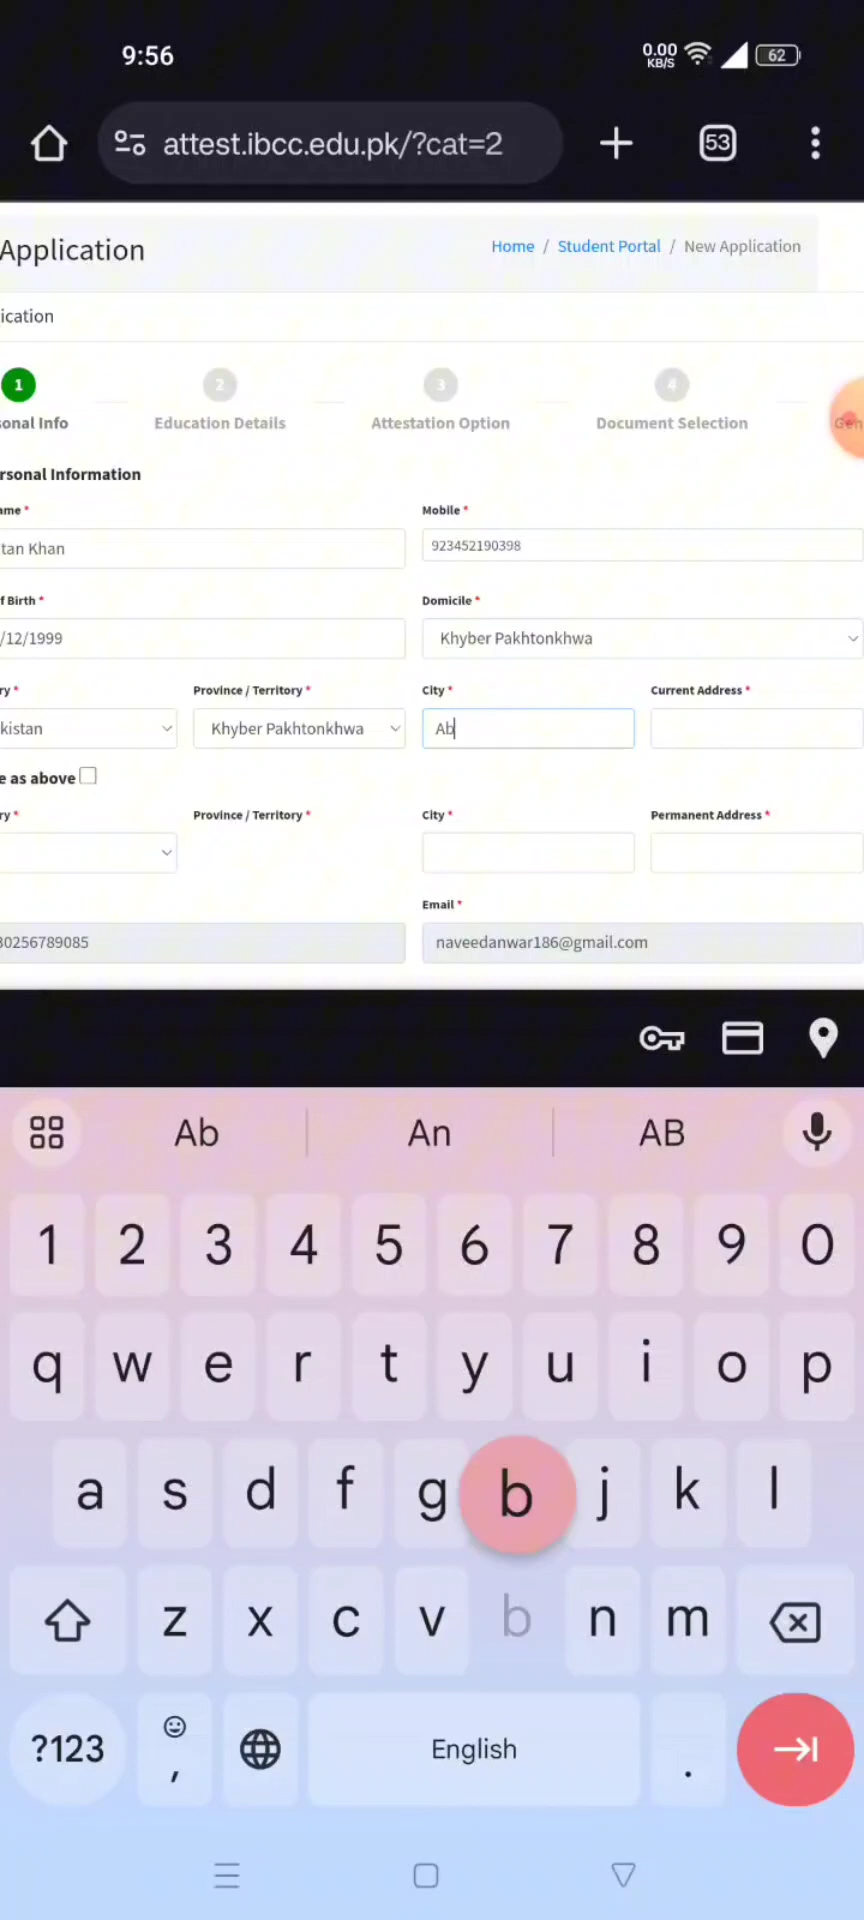 9:56
0.00
KB/S
62
attest.ibcc.edu.pk/?cat=2
53
Application
Home / Student Portal / New Application
ication
1 2 3 4
sonal Info Education Details Attestation Option Document Selection Gen
rsonal Information
ame * Mobile *
tan Khan 923452190398
f Birth * Domicile *
/12/1999 Khyber Pakhtonkhwa
ry * Province / Territory * City * Current Address *
kistan Khyber Pakhtonkhwa Ab
e as above
ry * Province / Territory * City * Permanent Address *
Email *
30256789085 naveedanwar186@gmail.com
Ab An AB
1 2 3 4 5 6 7 8 9 0
q w e r t y u i o p
a s d f g b j k l
z x c v b n m
?123 , English .